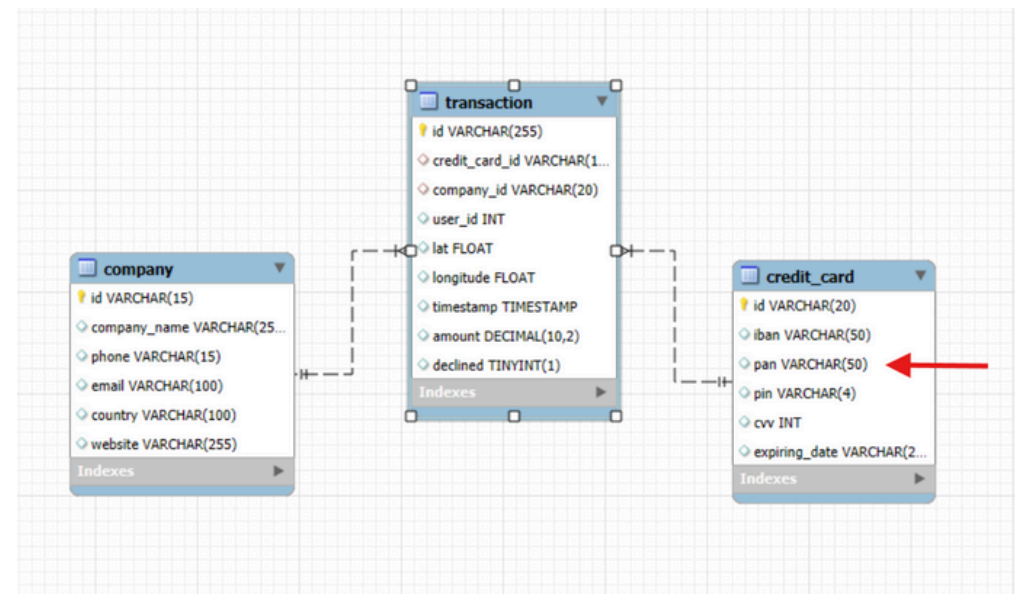 transaction
id VARCHAR(255)
credit_card_id VARCHAR(1...
company_id VARCHAR(20)
user_id INT
lat FLOAT
longitude FLOAT
timestamp TIMESTAMP
amount DECIMAL(10,2)
declined TINYINT(1)
Indexes
company
id VARCHAR(15)
company_name VARCHAR(25...
phone VARCHAR(15)
email VARCHAR(100)
country VARCHAR(100)
website VARCHAR(255)
Indexes
credit_card
id VARCHAR(20)
iban VARCHAR(50)
pan VARCHAR(50)
pin VARCHAR(4)
cvv INT
expiring_date VARCHAR(2...
Indexes